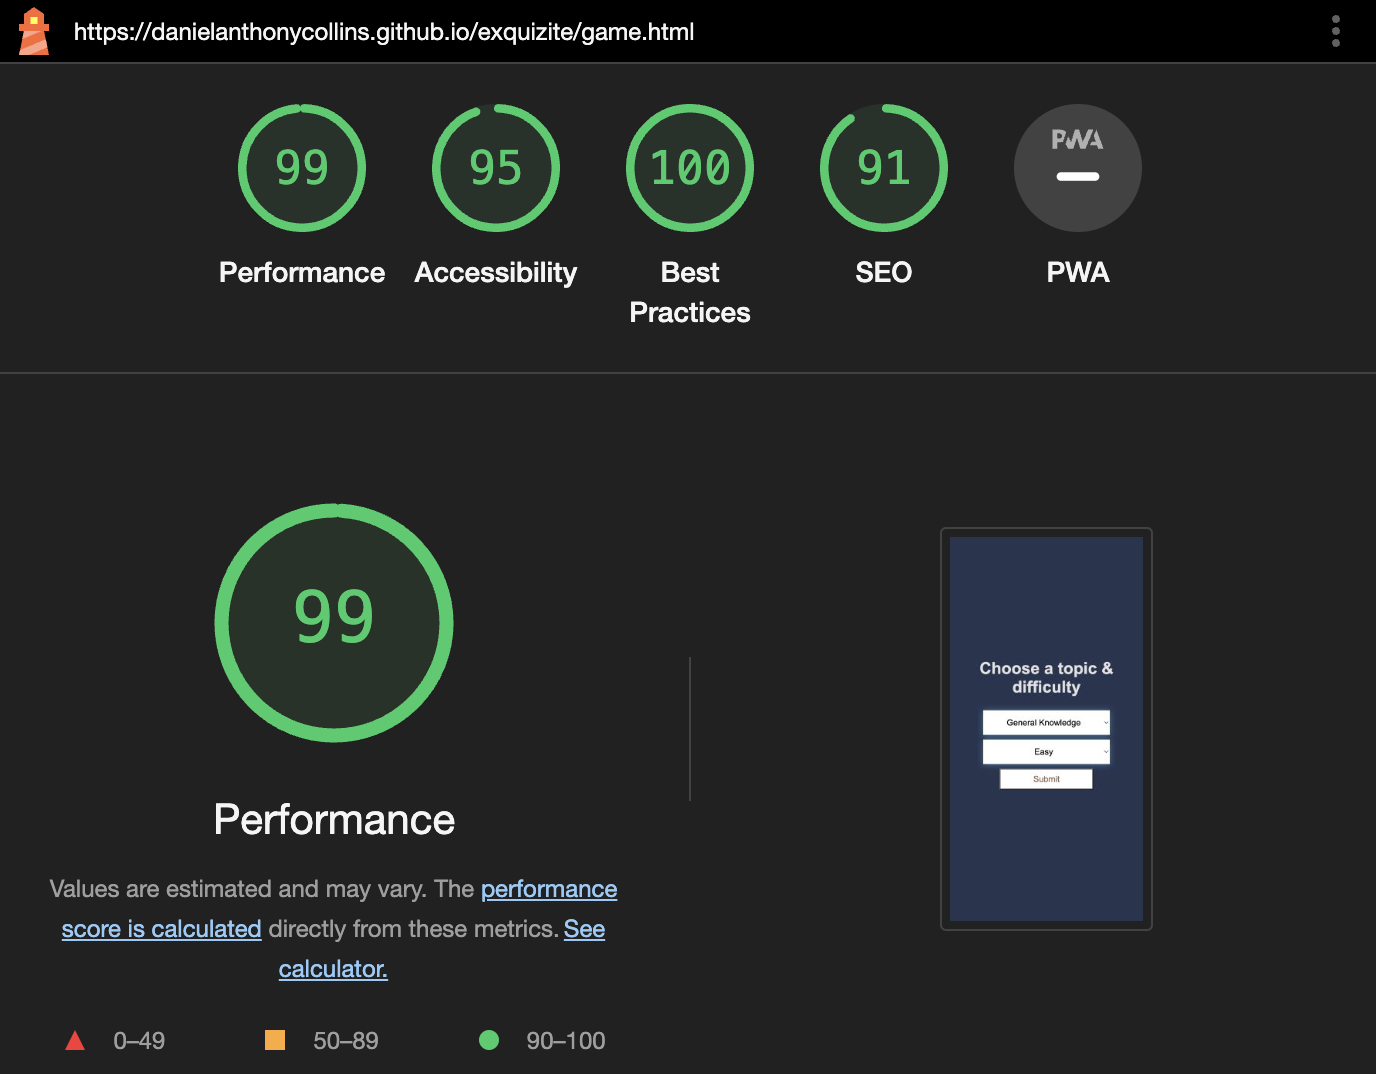 https://danielanthonycollins.github.io/exquizite/game.html
99
95
100
91
PWA
Performance
Accessibility
Best
Practices
SEO
PWA
99
Performance
Values are estimated and may vary. The performance
score is calculated directly from these metrics. See
calculator.
0–49
50–89
90–100
Choose a topic &
difficulty
General Knowledge
Easy
Submit